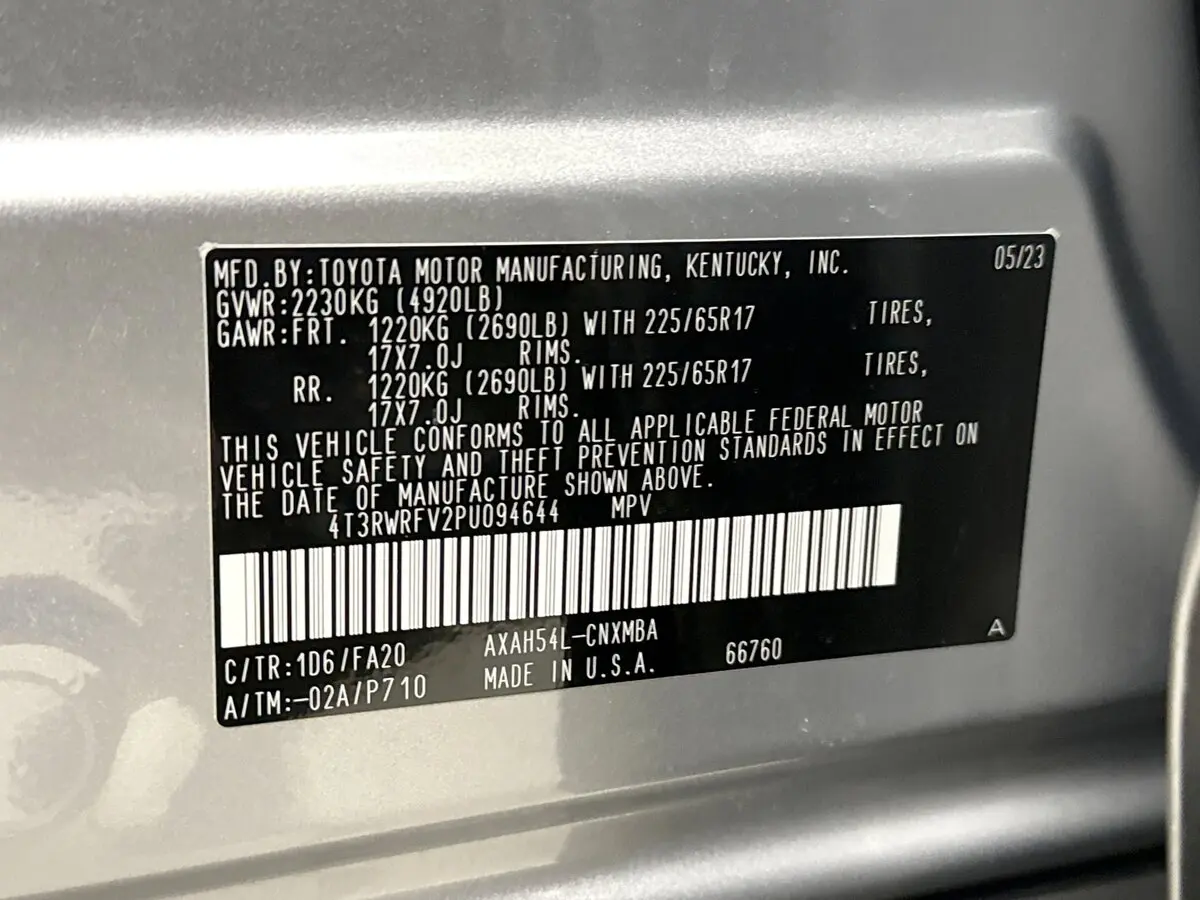 MFD.BY:TOYOTA MOTOR MANUFACTURING, KENTUCKY, INC. 05/23
GVWR:2230KG (4920LB)
GAWR:FRT. 1220KG (2690LB) WITH 225/65R17 TIRES,
17X7.0J RIMS.
RR. 1220KG (2690LB) WITH 225/65R17 TIRES,
17X7.0J RIMS.
THIS VEHICLE CONFORMS TO ALL APPLICABLE FEDERAL MOTOR
VEHICLE SAFETY AND THEFT PREVENTION STANDARDS IN EFFECT ON
THE DATE OF MANUFACTURE SHOWN ABOVE.
4T3RWRFV2PU094644 MPV
C/TR:1D6/FA20 AXAH54L-CNXMBA
A/TM:-02A/P710 MADE IN U.S.A. 66760 A